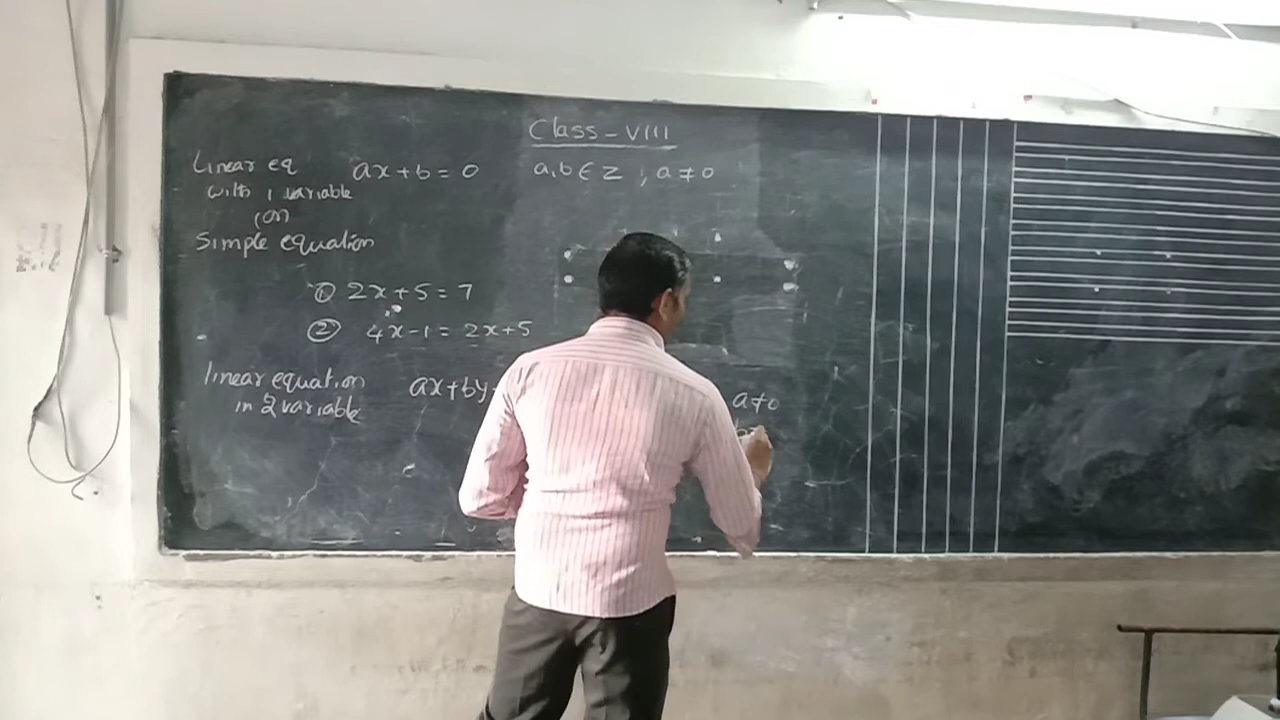 Class - VIII
Linear eq ax+b=0 a,b ∈ Z ; a≠0
with 1 variable
(or)
Simple equation
① 2x+5=7
② 4x-1=2x+5
linear equation ax+by a≠0
in 2 variable b